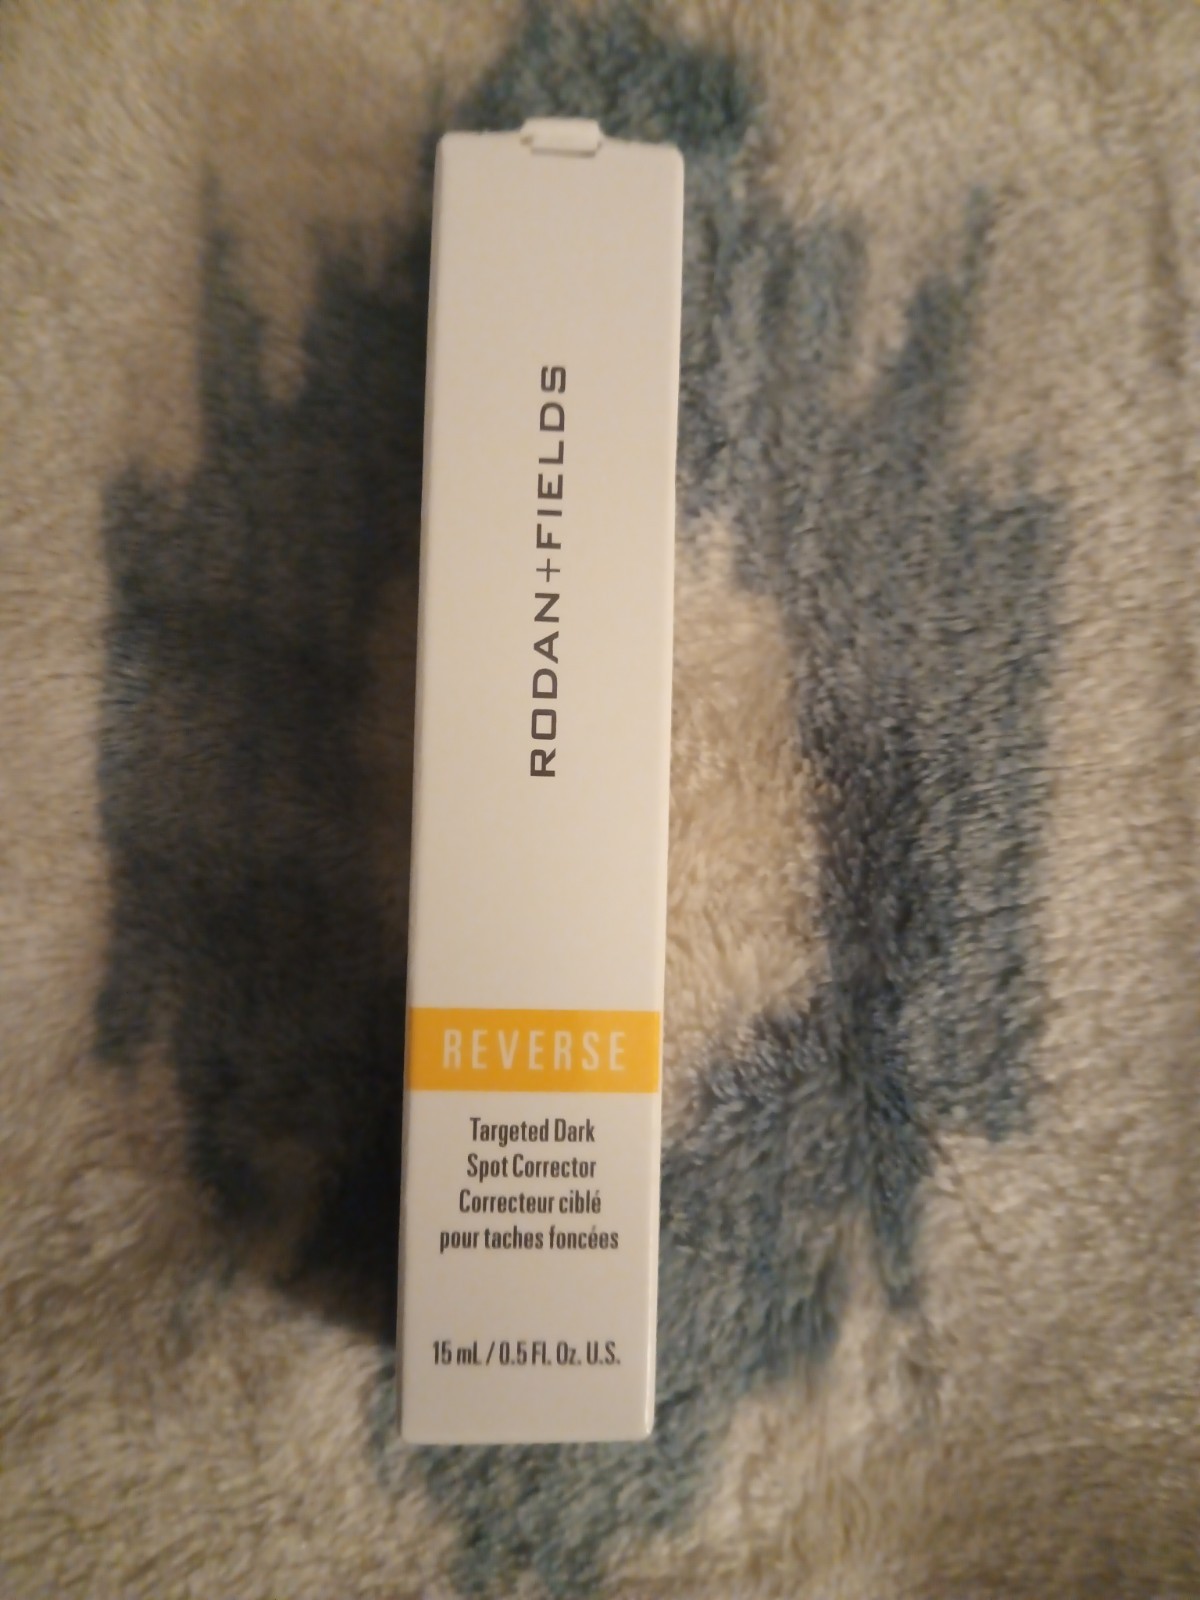 RODAN+FIELDS
REVERSE
Targeted Dark
Spot Corrector
Correcteur ciblé
pour taches foncées
15 mL / 0.5 Fl. Oz. U.S.